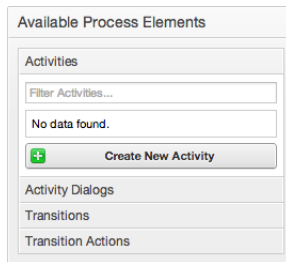 Available Process Elements
Activities
Filter Activities...
No data found.
Create New Activity
Activity Dialogs
Transitions
Transition Actions